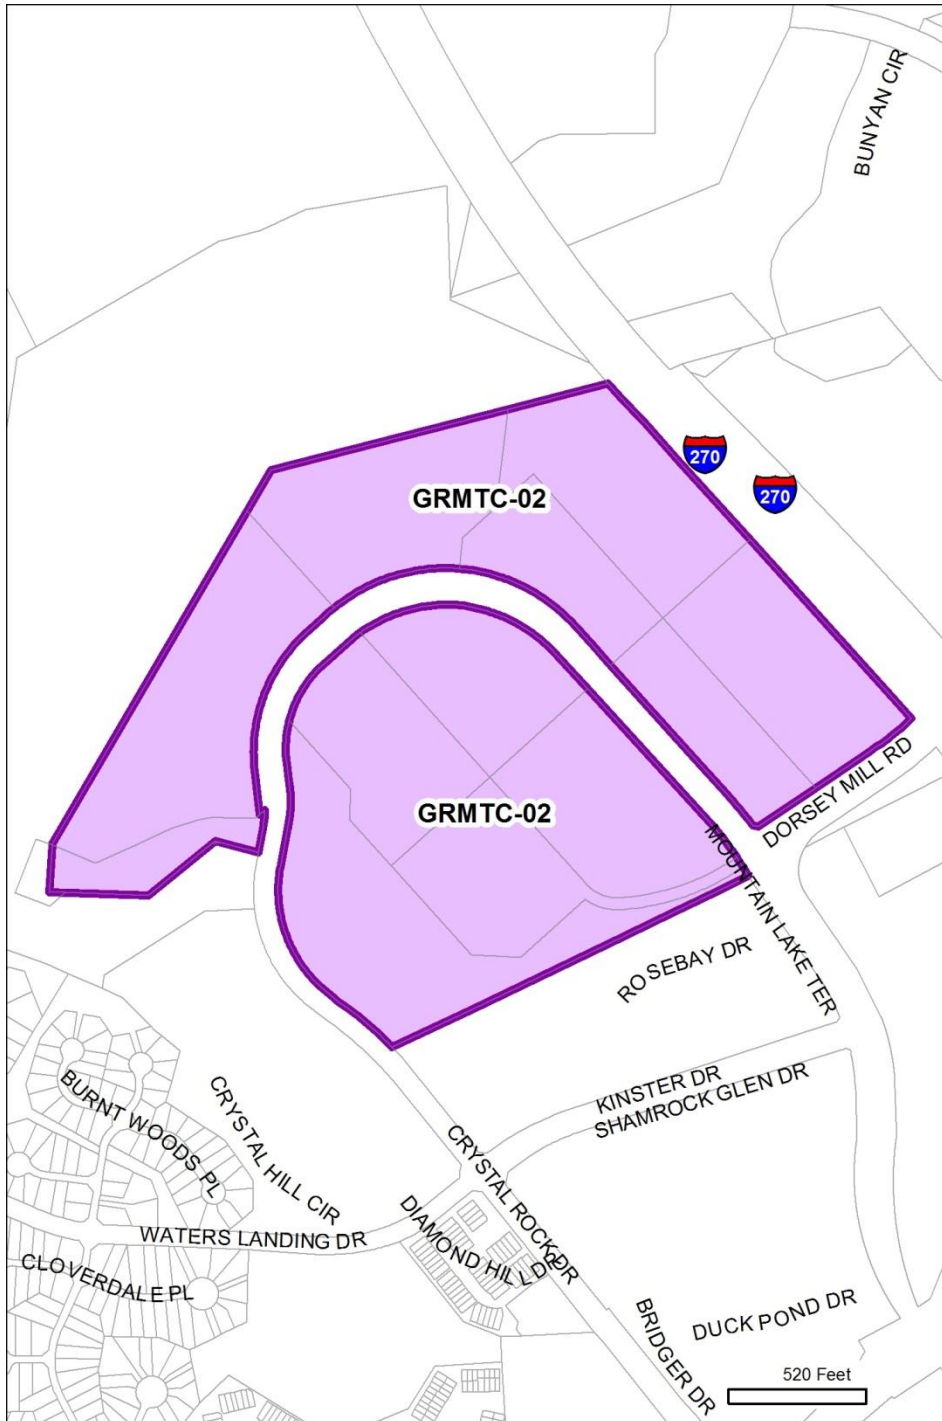 BUNYAN CIR
270
270
GRMTC-02
GRMTC-02
DORSEY MILL RD
MOUNTAIN LAKE TER
ROSEBAY DR
KINSTER DR
SHAMROCK GLEN DR
BURNT WOODS PL
CRYSTAL HILL CIR
CRYSTAL ROCK DR
DIAMOND HILL DR
WATERS LANDING DR
CLOVERDALE PL
BRIDGER DR
DUCK POND DR
520 Feet